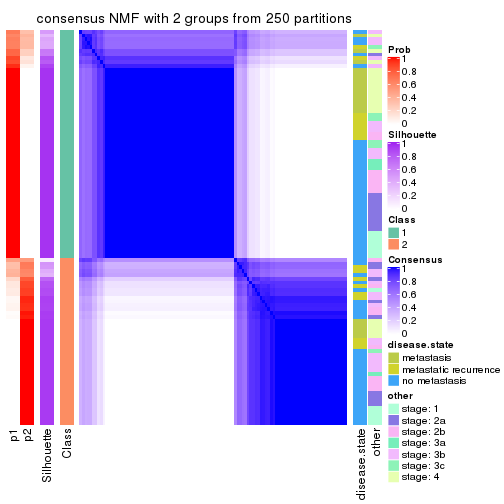 consensus NMF with 2 groups from 250 partitions
Prob
1
0.8
0.6
0.4
0.2
0
Silhouette
1
0.8
0.6
0.4
0.2
0
Class
1
2
Consensus
1
0.8
0.6
0.4
0.2
0
disease.state
metastasis
metastatic recurrence
no metastasis
other
stage: 1
stage: 2a
stage: 2b
stage: 3a
stage: 3b
stage: 3c
stage: 4
p1
p2
Silhouette
Class
disease.state
other